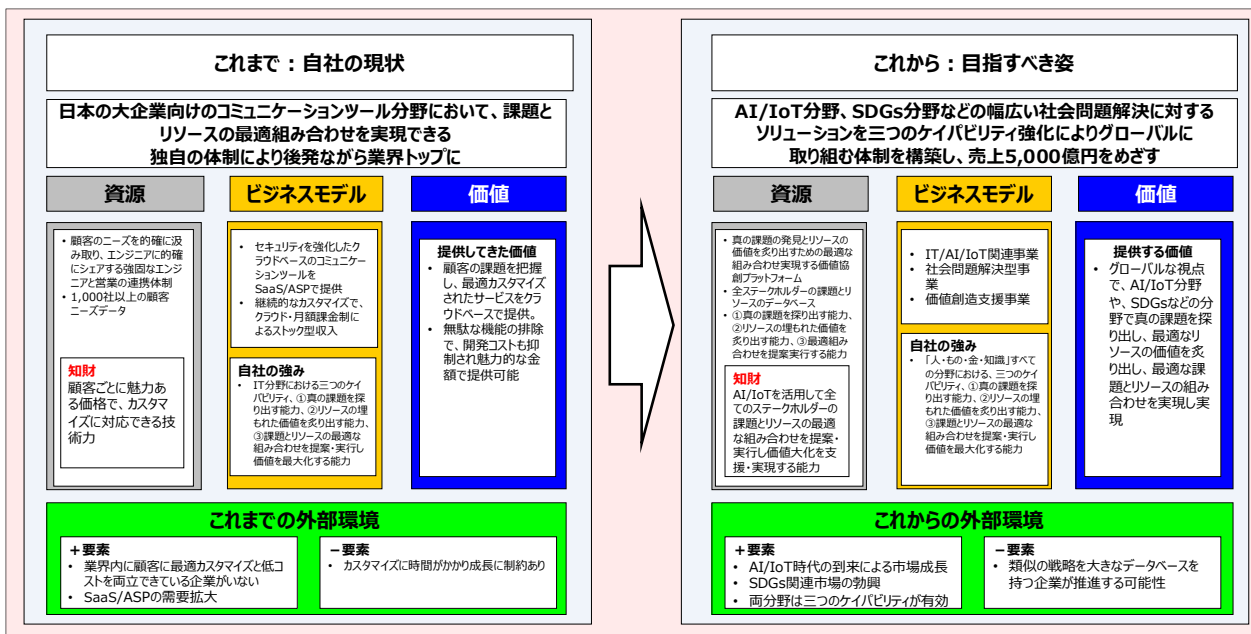 これまで：自社の現状
日本の大企業向けのコミュニケーションツール分野において、課題と
リソースの最適組み合わせを実現できる
独自の体制により後発ながら業界トップに
資源
ビジネスモデル
価値
• 顧客のニーズを的確に汲
み取り、エンジニアに的確
にシェアする強固なエンジ
ニアと営業の連携体制
• 1,000社以上の顧客
ニーズデータ
知財
顧客ごとに魅力あ
る価格で、カスタマ
イズに対応できる技
術力
• セキュリティを強化したク
ラウドベースのコミュニケー
ションツールを
SaaS/ASPで提供
• 継続的なカスタマイズで、
クラウド・月額課金制に
よるストック型収入
自社の強み
• IT分野における三つのケイ
パビリティ、①真の課題を探
り出す能力、②リソースの埋
もれた価値を炙り出す能力、
③課題とリソースの最適な
組み合わせを提案・実行し
価値を最大化する能力
提供してきた価値
• 顧客の課題を把握
し、最適カスタマイズ
されたサービスをクラ
ウドベースで提供。
• 無駄な機能の排除
で、開発コストも抑
制され魅力的な金
額で提供可能
これまでの外部環境
＋要素
• 業界内に顧客に最適カスタマイズと低コ
ストを両立できている企業がいない
• SaaS/ASPの需要拡大
－要素
• カスタマイズに時間がかかり成長に制約あり
これから：目指すべき姿
AI/IoT分野、SDGs分野などの幅広い社会問題解決に対する
ソリューションを三つのケイパビリティ強化によりグローバルに
取り組む体制を構築し、売上5,000億円をめざす
資源
ビジネスモデル
価値
• 真の課題の発見とリソースの
価値を炙り出すための最適な
組み合わせ実現する価値協
創プラットフォーム
• 全ステークホルダーの課題とリ
ソースのデータベース
• ①真の課題を探り出す能力、
②リソースの埋もれた価値を
炙り出す能力、③最適組み
合わせを提案実行する能力
知財
AI/IoTを活用して全
てのステークホルダーの
課題とリソースの最適
な組み合わせを提案・
実行し価値大化を支
援・実現する能力
• IT/AI/IoT関連事業
• 社会問題解決型事
業
• 価値創造支援事業
自社の強み
• 「人・もの・金・知識」すべて
の分野における、三つのケイ
パビリティ、①真の課題を探
り出す能力、②リソースの埋
もれた価値を炙り出す能力、
③課題とリソースの最適な
組み合わせを提案・実行し
価値を最大化する能力
提供する価値
• グローバルな視点
で、AI/IoT分野
や、SDGsなどの分
野で真の課題を探
り出し、最適なリ
ソースの価値を炙
り出し、最適な課
題とリソースの組み
合わせを実現し実
現
これからの外部環境
＋要素
• AI/IoT時代の到来による市場成長
• SDGs関連市場の勃興
• 両分野は三つのケイパビリティが有効
－要素
• 類似の戦略を大きなデータベースを
持つ企業が推進する可能性